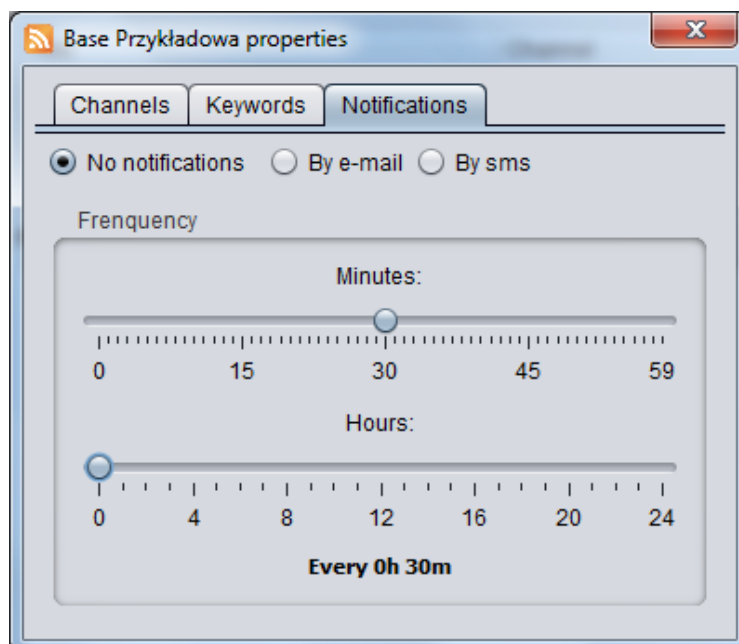 Base Przykładowa properties
Channels Keywords Notifications
No notifications By e-mail By sms
Frenquency
Minutes:
0 15 30 45 59
Hours:
0 4 8 12 16 20 24
Every 0h 30m